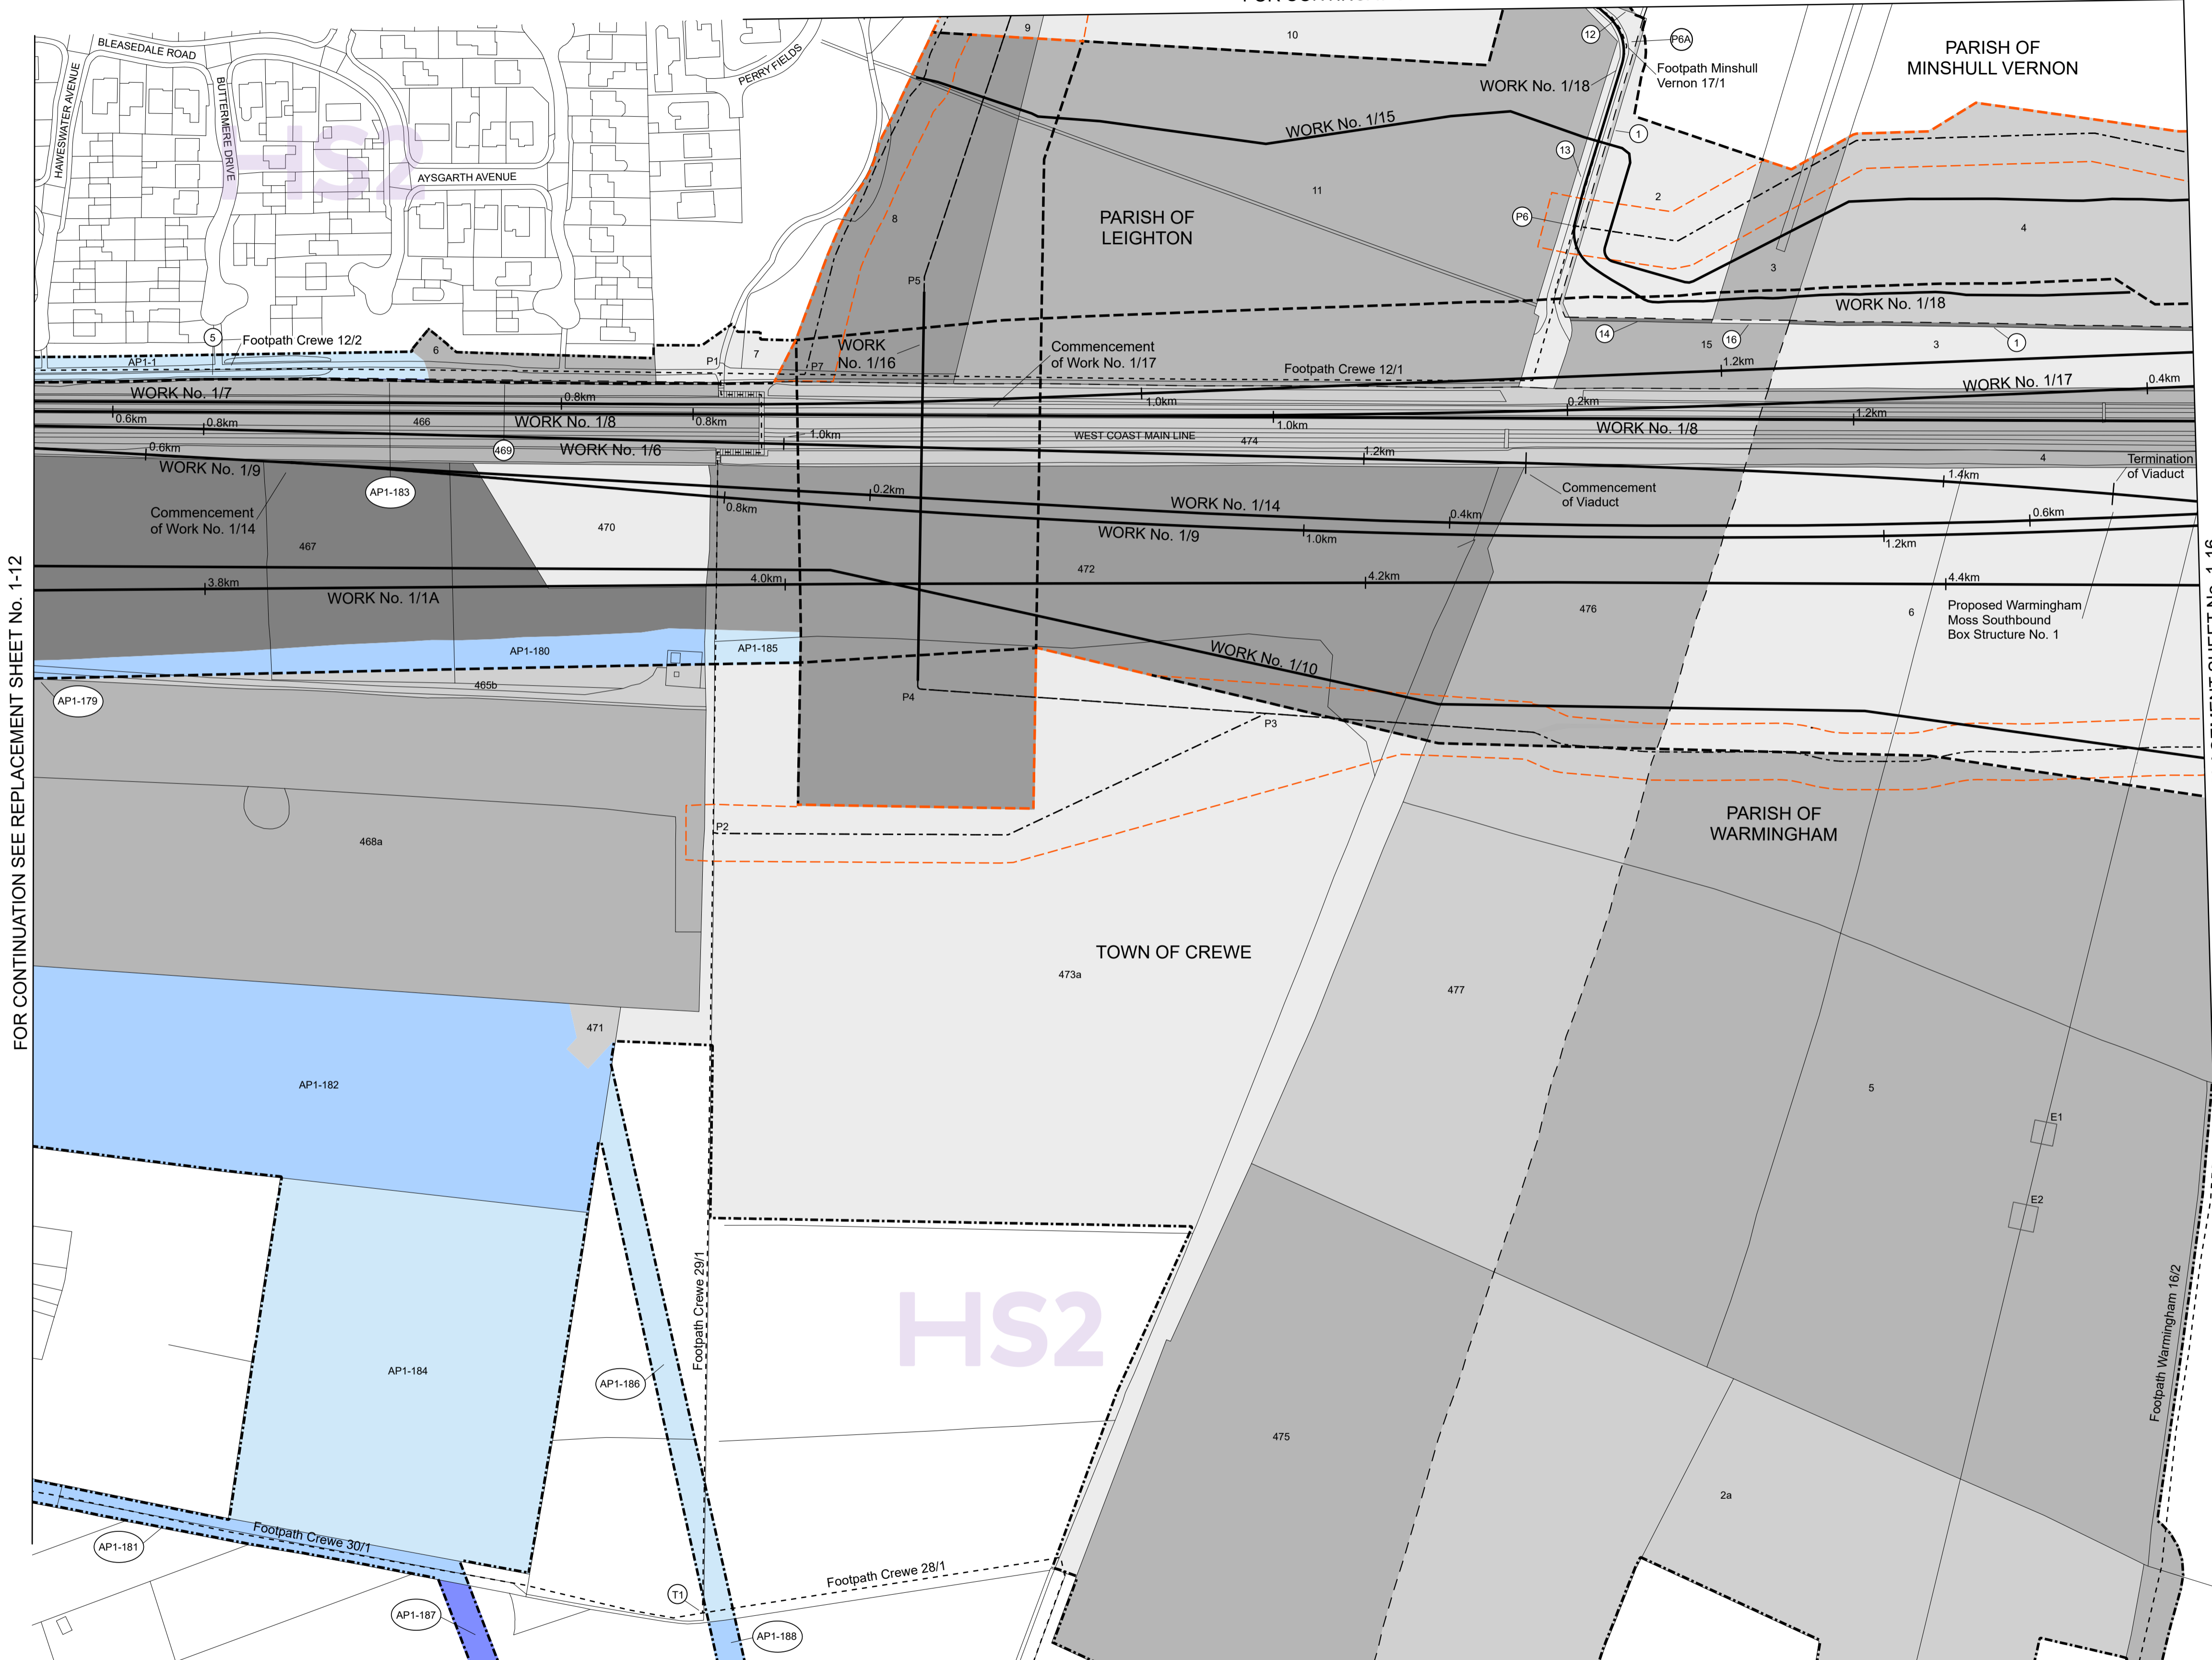 BLEASEDALE ROAD
HAWESWATER AVENUE
BUTTERMERE DRIVE
PERRY FIELDS
AYSGARTH AVENUE
HS2
9
10
12
P6A
Footpath Minshull
Vernon 17/1
PARISH OF
MINSHULL VERNON
WORK No. 1/18
WORK No. 1/15
1
13
11
2
8
PARISH OF
LEIGHTON
P6
4
3
P5
WORK No. 1/18
5
Footpath Crewe 12/2
6
7
AP1-1
P1
P7
WORK
No. 1/16
Commencement
of Work No. 1/17
Footpath Crewe 12/1
14
16
15
3
1
1.2km
WORK No. 1/7
0.8km
1.0km
WORK No. 1/17
0.4km
0.2km
0.6km
0.8km
466
WORK No. 1/8
0.8km
1.0km
1.2km
WORK No. 1/8
1.0km
WEST COAST MAIN LINE
474
469
WORK No. 1/6
0.6km
WORK No. 1/9
1.2km
4
Termination
of Viaduct
1.4km
AP1-183
0.2km
0.8km
WORK No. 1/14
Commencement
of Viaduct
0.4km
0.6km
Commencement
of Work No. 1/14
470
467
WORK No. 1/9
1.0km
1.2km
472
3.8km
4.0km
4.2km
4.4km
WORK No. 1/1A
476
6
Proposed Warmingham
Moss Southbound
Box Structure No. 1
AP1-180
AP1-185
WORK No. 1/10
465b
AP1-179
P4
P3
FOR CONTINUATION SEE REPLACEMENT SHEET No. 1-12
P2
468a
PARISH OF
WARMINGHAM
TOWN OF CREWE
473a
477
471
AP1-182
5
E1
E2
Footpath Crewe 29/1
HS2
Footpath Warmingham 16/2
AP1-184
AP1-186
475
2a
Footpath Crewe 30/1
AP1-181
Footpath Crewe 28/1
T1
AP1-187
AP1-188